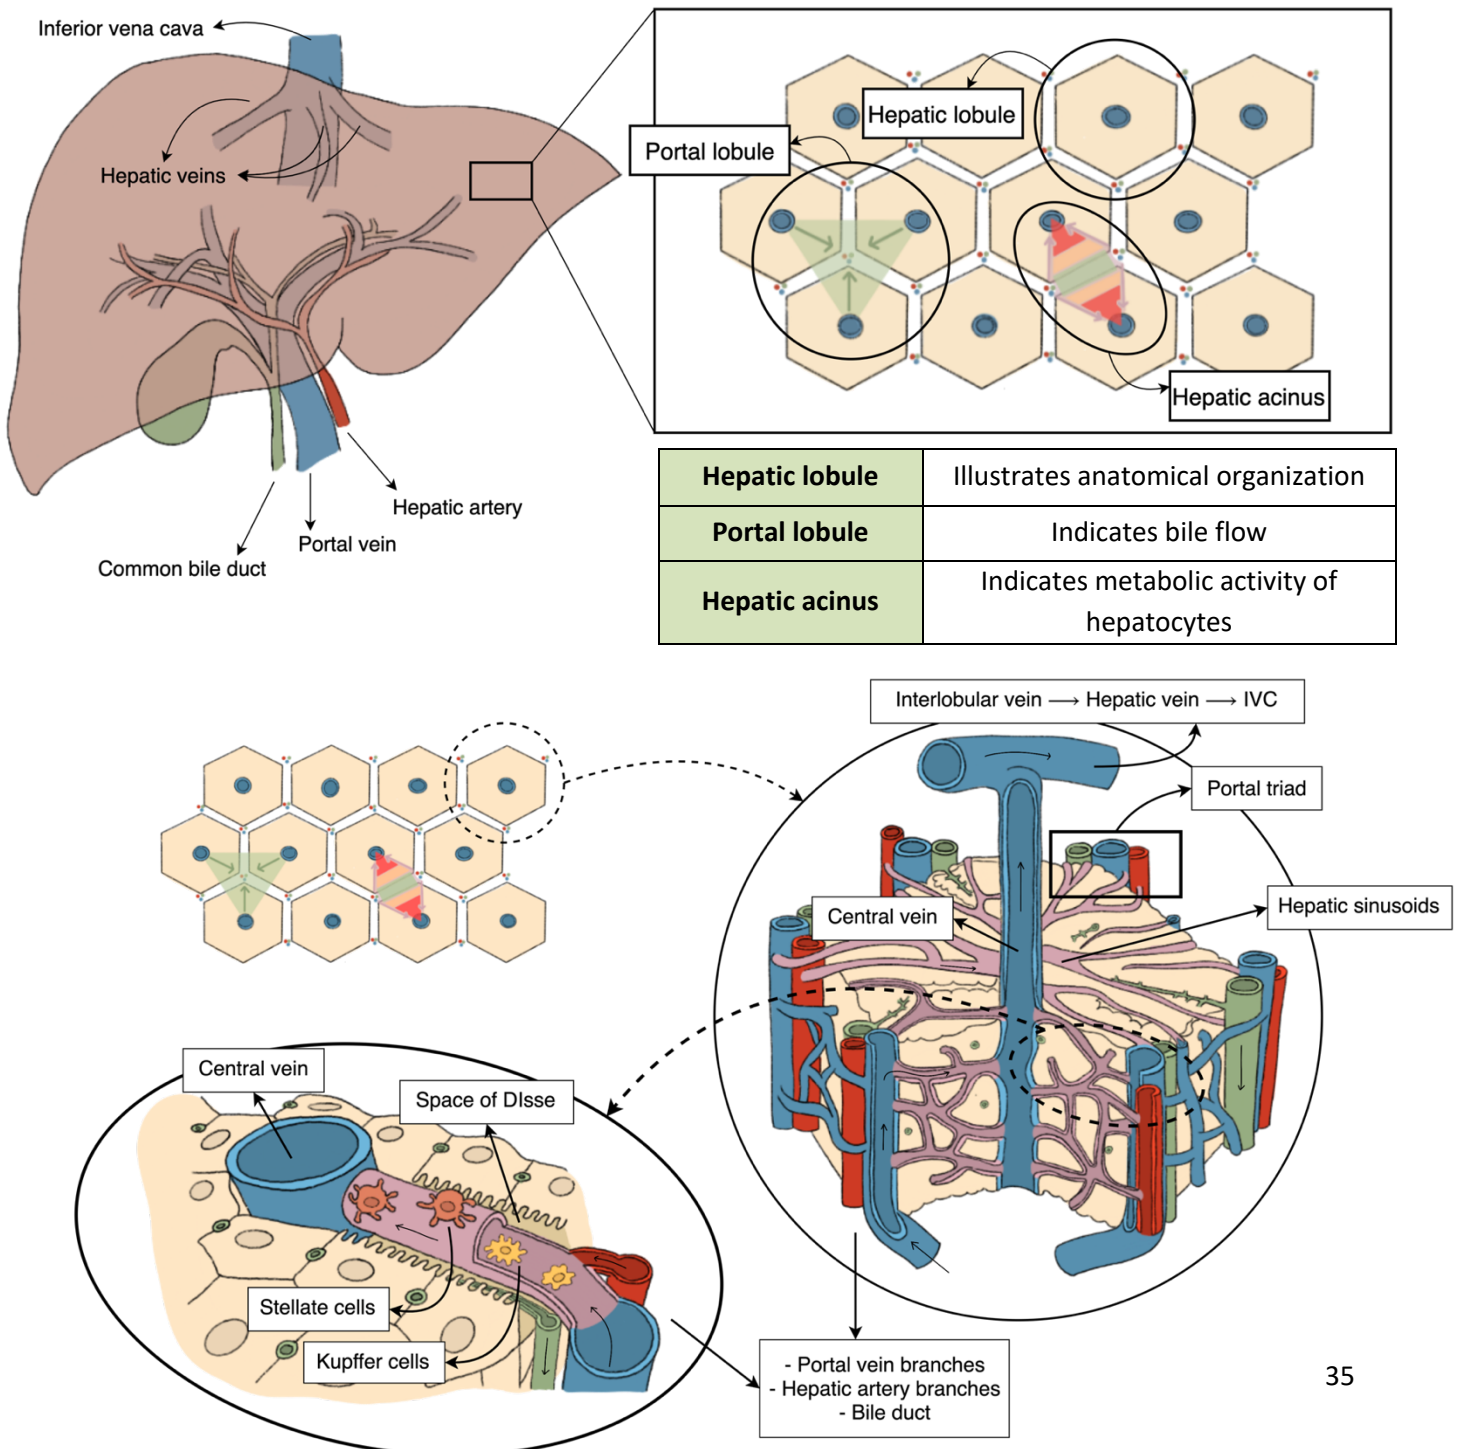 Inferior vena cava
Hepatic veins
Hepatic artery
Portal vein
Common bile duct
Hepatic lobule
Portal lobule
Hepatic acinus
Hepatic lobule Illustrates anatomical organization
Portal lobule Indicates bile flow
Hepatic acinus Indicates metabolic activity of
hepatocytes
Interlobular vein → Hepatic vein → IVC
Portal triad
Hepatic sinusoids
Central vein
Central vein
Space of DIsse
Stellate cells
Kupffer cells
- Portal vein branches
- Hepatic artery branches
- Bile duct
35